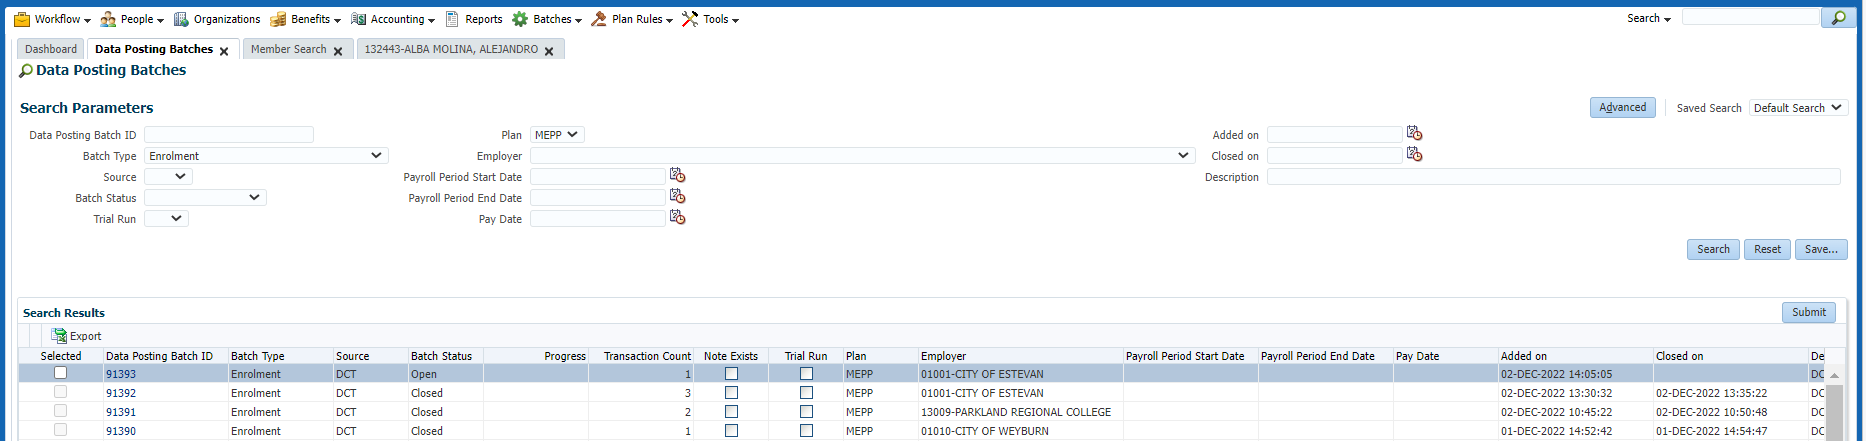 Workflow People Organizations Benefits Accounting Reports Batches Plan Rules Tools Search
Dashboard Data Posting Batches Member Search 132443-ALBA MOLINA, ALEJANDRO
Data Posting Batches
Search Parameters Advanced Saved Search Default Search
Data Posting Batch ID Plan MEPP Added on
Batch Type Enrolment Employer Closed on
Source Payroll Period Start Date Description
Batch Status Payroll Period End Date
Trial Run Pay Date
Search Reset Save...
Search Results Submit
Export
Selected Data Posting Batch ID Batch Type Source Batch Status Progress Transaction Count Note Exists Trial Run Plan Employer Payroll Period Start Date Payroll Period End Date Pay Date Added on Closed on De
91393 Enrolment DCT Open 1 MEPP 01001-CITY OF ESTEVAN 02-DEC-2022 14:05:05 DC
91392 Enrolment DCT Closed 3 MEPP 01001-CITY OF ESTEVAN 02-DEC-2022 13:30:32 02-DEC-2022 13:35:22 DC
91391 Enrolment DCT Closed 2 MEPP 13009-PARKLAND REGIONAL COLLEGE 02-DEC-2022 10:45:22 02-DEC-2022 10:50:48 DC
91390 Enrolment DCT Closed 1 MEPP 01010-CITY OF WEYBURN 01-DEC-2022 14:52:42 01-DEC-2022 14:54:47 DC